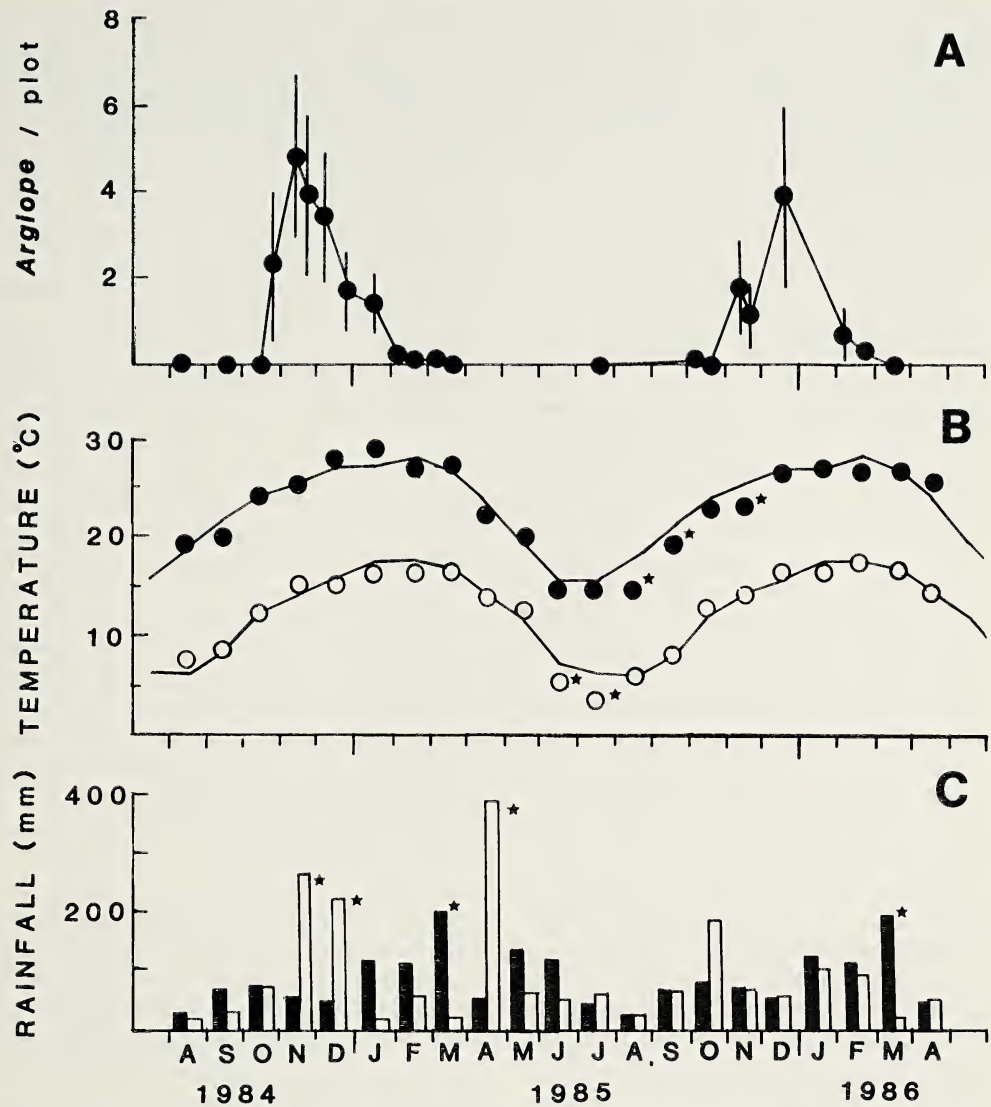 A
Argiope / plot
8
6
4
2
B
TEMPERATURE (°C)
30
20
10
C
RAINFALL (mm)
400
200
A S O N D J F M A M J J A S O N D J F M A
1984 1985 1986